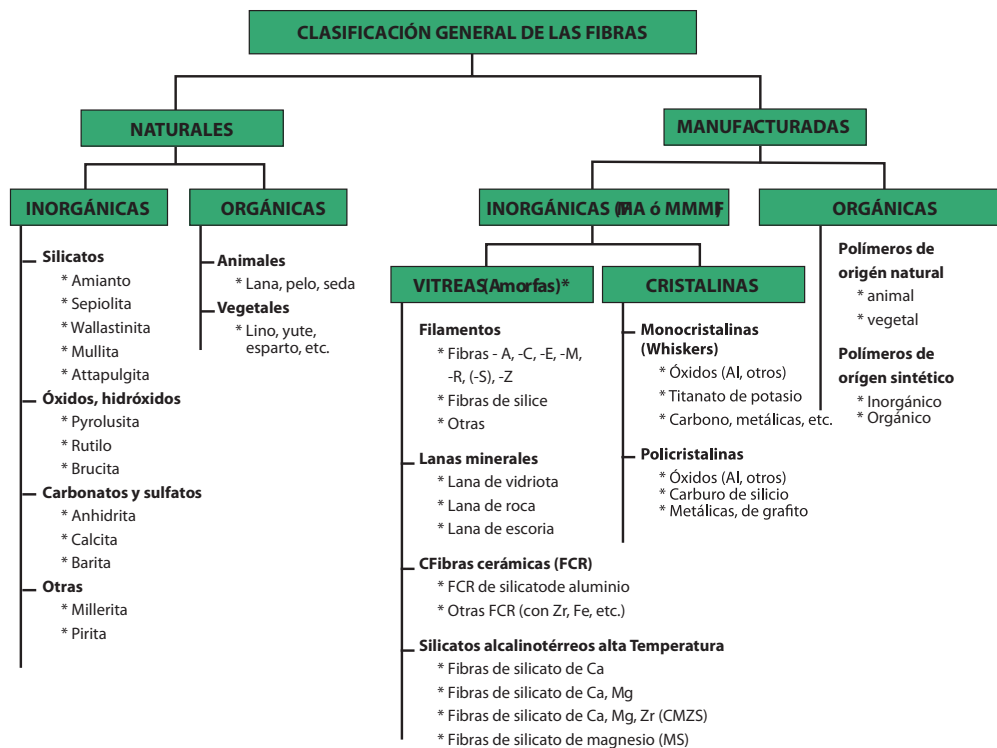 CLASIFICACIÓN GENERAL DE LAS FIBRAS
NATURALES
MANUFACTURADAS
INORGÁNICAS
ORGÁNICAS
INORGÁNICAS (FMA ó MMMF)
ORGÁNICAS
Silicatos
* Amianto
* Sepiolita
* Wallastinita
* Mullita
* Attapulgita
Óxidos, hidróxidos
* Pyrolusita
* Rutilo
* Brucita
Carbonatos y sulfatos
* Anhidrita
* Calcita
* Barita
Otras
* Millerita
* Pirita
Animales
* Lana, pelo, seda
Vegetales
* Lino, yute,
esparto, etc.
VITREAS (Amorfas)*
Filamentos
* Fibras - A, -C, -E, -M,
-R, (-S), -Z
* Fibras de silice
* Otras
Lanas minerales
* Lana de vidriota
* Lana de roca
* Lana de escoria
CFibras cerámicas (FCR)
* FCR de silicatode aluminio
* Otras FCR (con Zr, Fe, etc.)
Silicatos alcalinotérreos alta Temperatura
* Fibras de silicato de Ca
* Fibras de silicato de Ca, Mg
* Fibras de silicato de Ca, Mg, Zr (CMZS)
* Fibras de silicato de magnesio (MS)
CRISTALINAS
Monocristalinas
(Whiskers)
* Óxidos (Al, otros)
* Titanato de potasio
* Carbono, metálicas, etc.
Policristalinas
* Óxidos (Al, otros)
* Carburo de silicio
* Metálicas, de grafito
Polímeros de
origén natural
* animal
* vegetal
Polímeros de
orígen sintético
* Inorgánico
* Orgánico